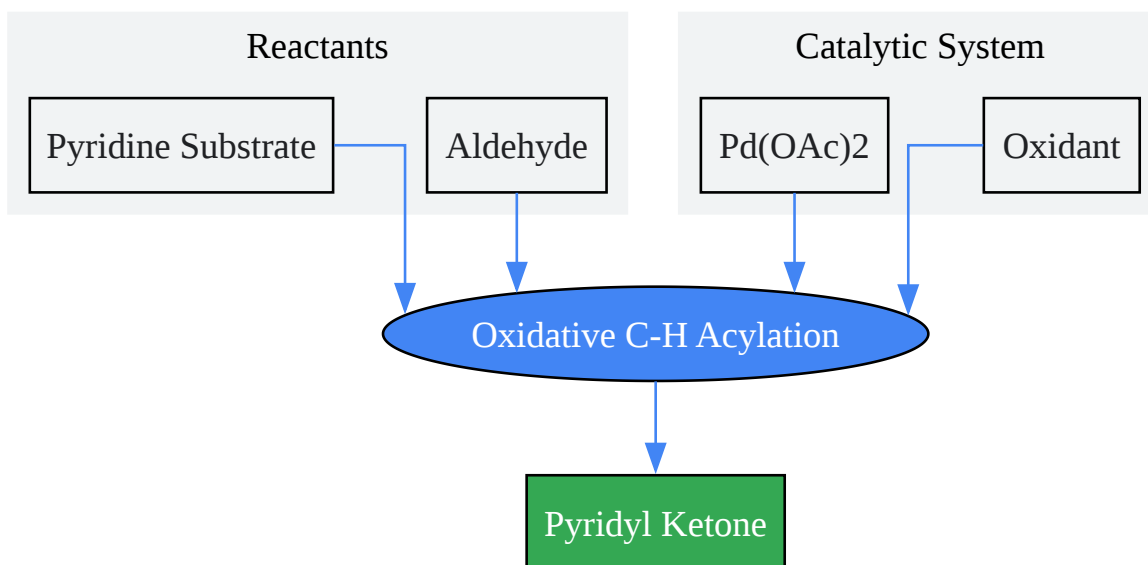 Reactants
Catalytic System
Pyridine Substrate
Aldehyde
Pd(OAc)2
Oxidant
Oxidative C-H Acylation
Pyridyl Ketone